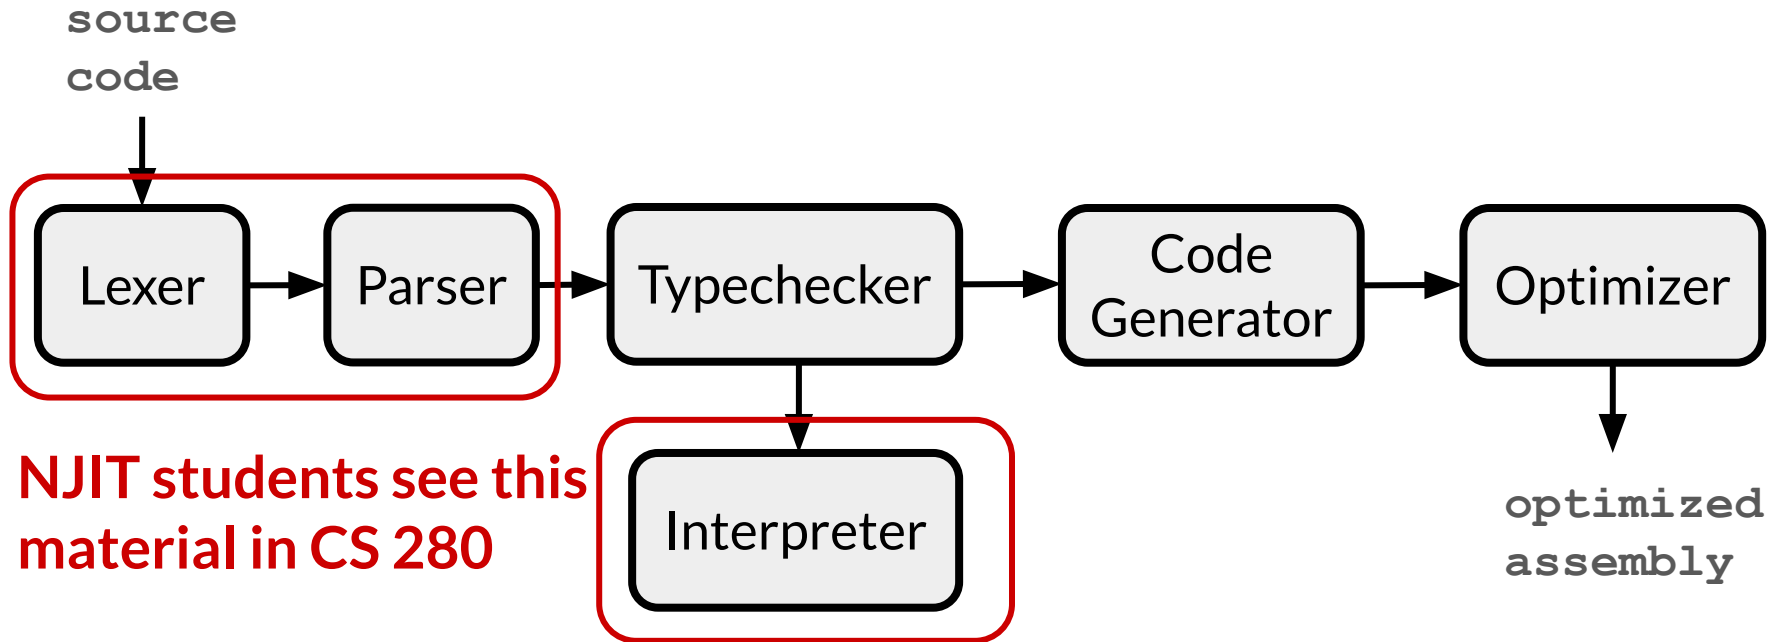 source
code
Lexer
Parser
Typechecker
Code
Generator
Optimizer
NJIT students see this
material in CS 280
Interpreter
optimized
assembly